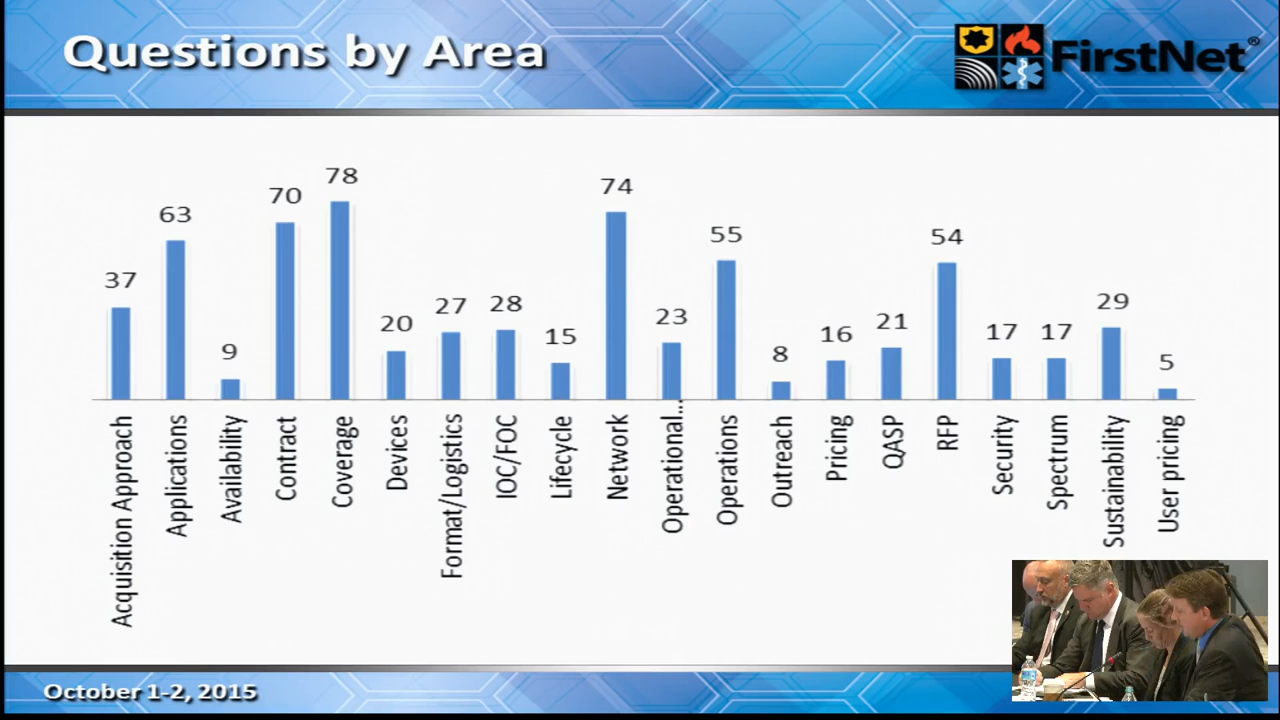 Questions by Area
FirstNet®
37
63
9
70
78
20
27
28
15
74
23
55
8
16
21
54
17
17
29
5
Acquisition Approach
Applications
Availability
Contract
Coverage
Devices
Format/Logistics
IOC/FOC
Lifecycle
Network
Operational...
Operations
Outreach
Pricing
QASP
RFP
Security
Spectrum
Sustainability
User pricing
October 1-2, 2015